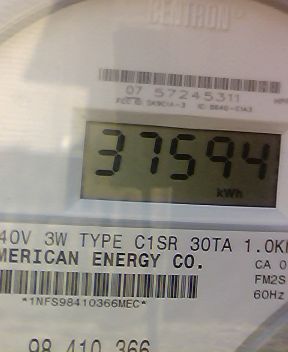 CENTRON®
07 57245311
37594
kWh
40V 3W TYPE C1SR 30TA 1.0K
MERICAN ENERGY CO.
CA 0
FM2S
60Hz
*1NFS98410366MEC*
98 410 366